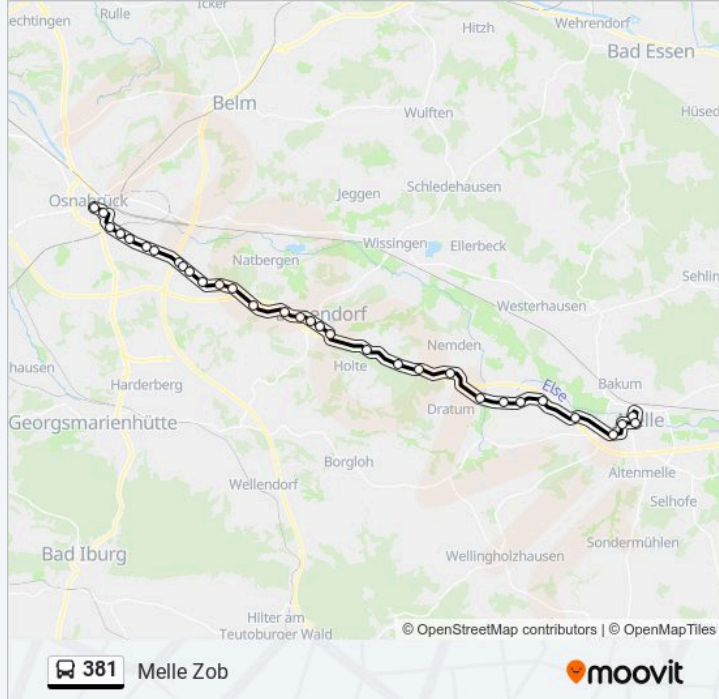 echtingen
Rulle
Icker
Wehrendorf
Hitzh
Bad Essen
Belm
Wulften
Hüsed
Osnabrück
Jeggen
Schledehausen
Wissingen
Ellerbeck
Natbergen
Sehlin
Westerhausen
endorf
Nemden
hausen
Holte
Else
Bakum
Harderberg
Dratum
Georgsmarienhütte
lle
Borgloh
Altenmelle
Wellendorf
Selhofe
Sondermühlen
Bad Iburg
Wellingholzhausen
Hilter am
Teutoburger Wald
© OpenStreetMap contributors | © OpenMapTiles
381 Melle Zob
moovit